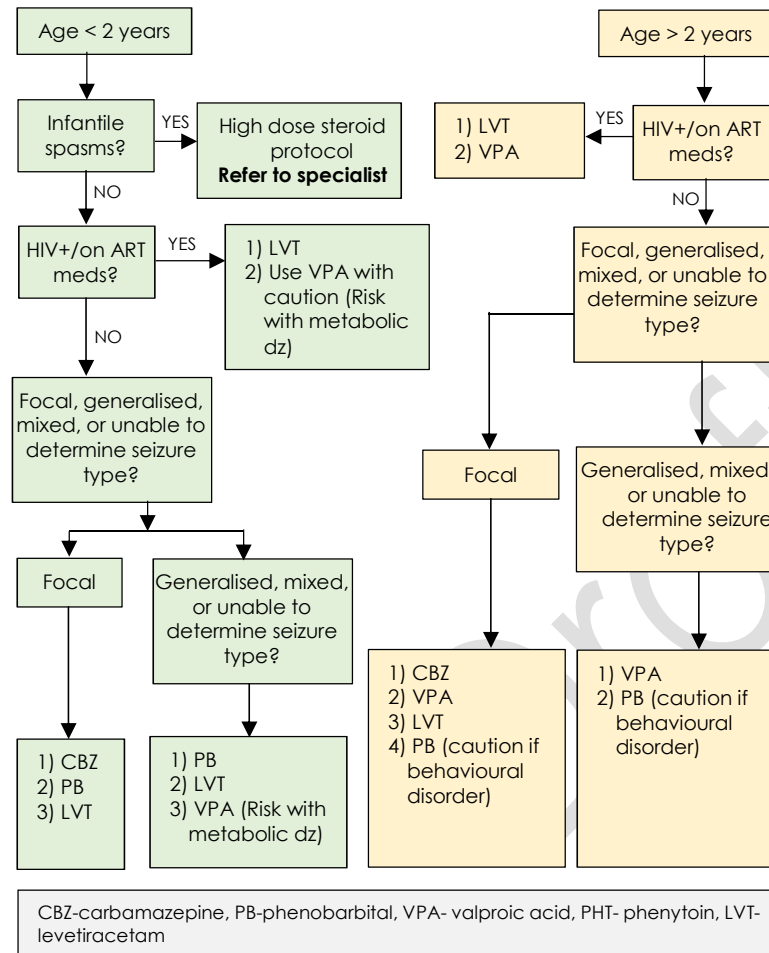 Age < 2 years
Infantile
spasms?
YES
High dose steroid
protocol
Refer to specialist
NO
HIV+/on ART
meds?
YES
1) LVT
2) Use VPA with
caution (Risk
with metabolic
dz)
NO
Focal, generalised,
mixed, or unable to
determine seizure
type?
Focal
Generalised, mixed,
or unable to
determine seizure
type?
1) CBZ
2) PB
3) LVT
1) PB
2) LVT
3) VPA (Risk with
metabolic dz)
Age > 2 years
HIV+/on ART
meds?
YES
1) LVT
2) VPA
NO
Focal, generalised,
mixed, or unable to
determine seizure
type?
Focal
Generalised, mixed
or unable to
determine seizure
type?
1) CBZ
2) VPA
3) LVT
4) PB (caution if
behavioural
disorder)
1) VPA
2) PB (caution if
behavioural
disorder)
CBZ-carbamazepine, PB-phenobarbital, VPA- valproic acid, PHT- phenytoin, LVT-
levetiracetam